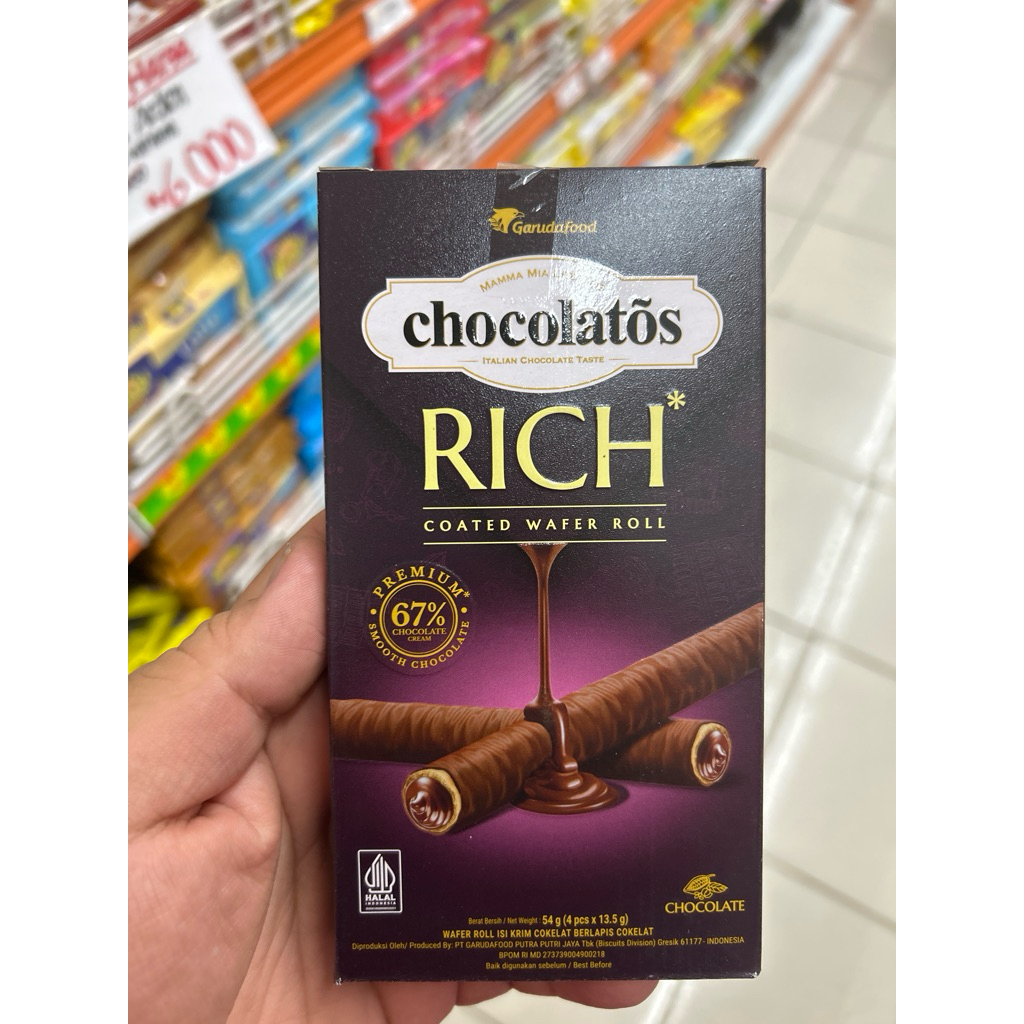 000
Garudafood
MAMMA MIA
chocolatõs
ITALIAN CHOCOLATE TASTE
RICH*
COATED WAFER ROLL
PREMIUM*
67%
CHOCOLATE
CREAM
SMOOTH CHOCOLATE
HALAL
INDONESIA
CHOCOLATE
Berat Bersih / Net Weight : 54 g (4 pcs x 13.5 g)
WAFER ROLL ISI KRIM COKELAT BERLAPIS COKELAT
Diproduksi Oleh/ Produced By: PT GARUDAFOOD PUTRA PUTRI JAYA Tbk (Biscuits Division) Gresik 61177- INDONESIA
BPOM RI MD 273739004900218
Baik digunakan sebelum / Best Before